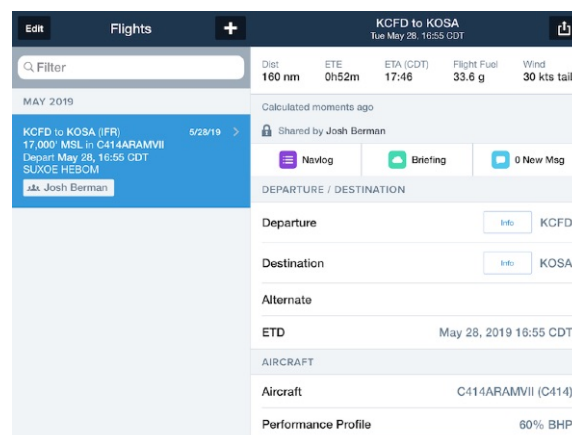 Edit Flights +
Filter
MAY 2019
KCFD to KOSA (IFR) 5/28/19
17,000' MSL in C414ARAMVII
Depart May 28, 16:55 CDT
SUXOE HEBOM
Josh Berman
KCFD to KOSA
Tue May 28, 16:55 CDT
Dist ETE ETA (CDT) Flight Fuel Wind
160 nm 0h52m 17:46 33.6 g 30 kts tail
Calculated moments ago
Shared by Josh Berman
Navlog Briefing 0 New Msg
DEPARTURE / DESTINATION
Departure Info KCFD
Destination Info KOSA
Alternate
ETD May 28, 2019 16:55 CDT
AIRCRAFT
Aircraft C414ARAMVII (C414)
Performance Profile 60% BHP